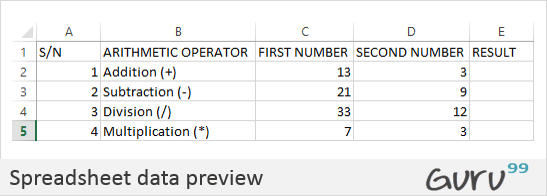 A B C D E
1 S/N ARITHMETIC OPERATOR FIRST NUMBER SECOND NUMBER RESULT
2 1 Addition (+) 13 3
3 2 Subtraction (-) 21 9
4 3 Division (/) 33 12
5 4 Multiplication (*) 7 3
Spreadsheet data preview Guru99